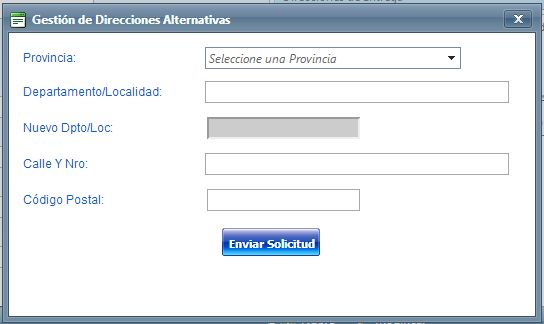 Gestión de Direcciones Alternativas
Provincia:
Seleccione una Provincia
Departamento/Localidad:
Nuevo Dpto/Loc:
Calle Y Nro:
Código Postal:
Enviar Solicitud